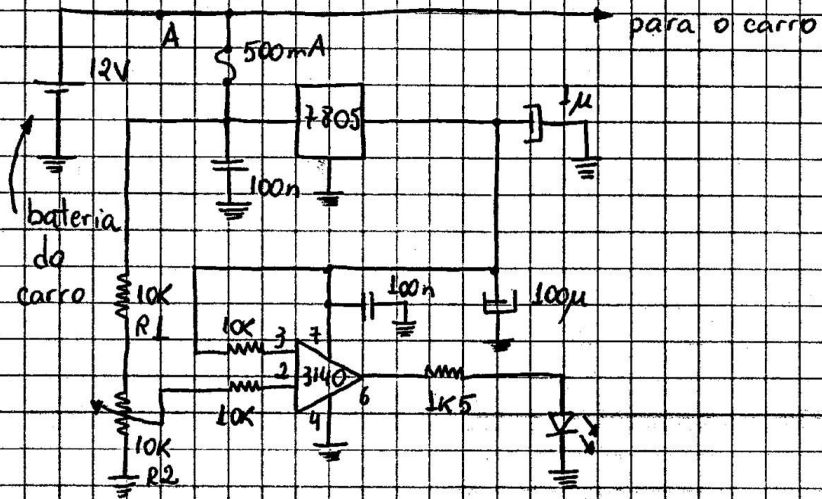 para o carro
A
500mA
12V
7805
1µ
100n
bateria
do
carro
10K
R1
100n
100µ
10K
3
7
2
3140
6
10K
4
1K5
10K
R2